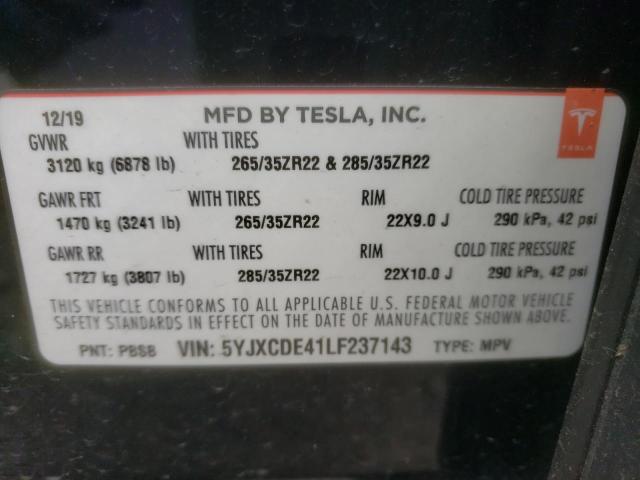 12/19 MFD BY TESLA, INC.
TESLA
GVWR WITH TIRES
3120 kg (6878 lb) 265/35ZR22 & 285/35ZR22
GAWR FRT WITH TIRES RIM COLD TIRE PRESSURE
1470 kg (3241 lb) 265/35ZR22 22X9.0 J 290 kPa, 42 psi
GAWR RR WITH TIRES RIM COLD TIRE PRESSURE
1727 kg (3807 lb) 285/35ZR22 22X10.0 J 290 kPa, 42 psi
THIS VEHICLE CONFORMS TO ALL APPLICABLE U.S. FEDERAL MOTOR VEHICLE
SAFETY STANDARDS IN EFFECT ON THE DATE OF MANUFACTURE SHOWN ABOVE.
PNT: PBSB VIN: 5YJXCDE41LF237143 TYPE: MPV